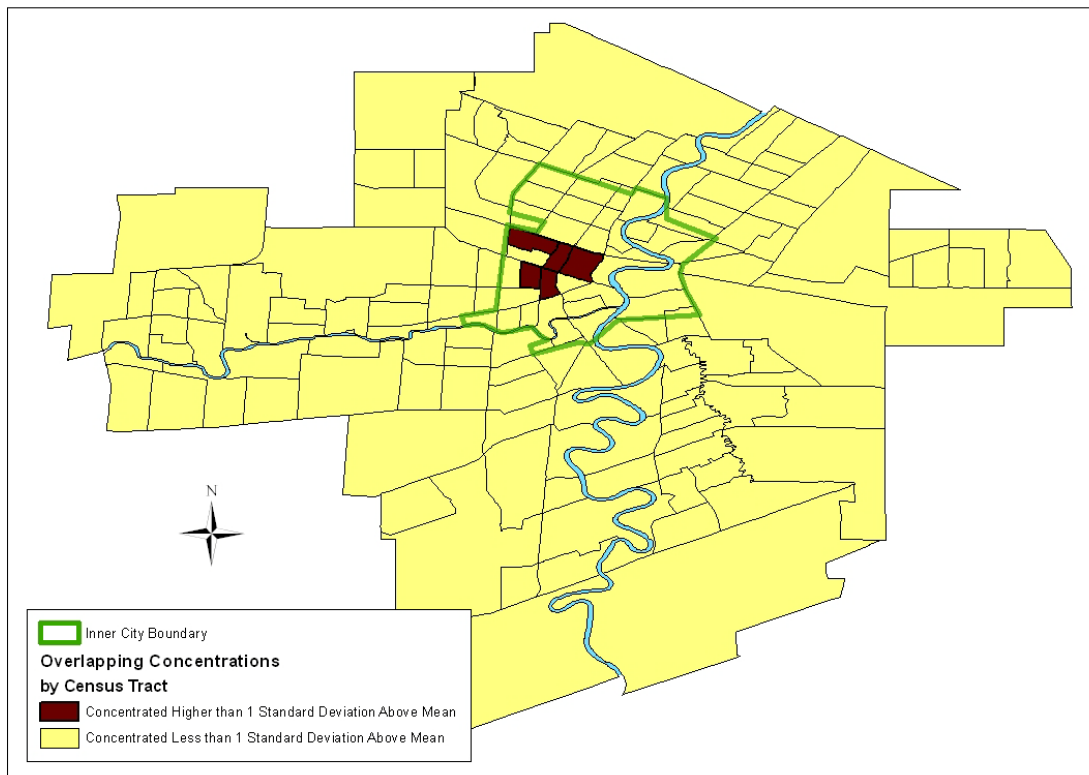 N
Inner City Boundary
Overlapping Concentrations
by Census Tract
Concentrated Higher than 1 Standard Deviation Above Mean
Concentrated Less than 1 Standard Deviation Above Mean